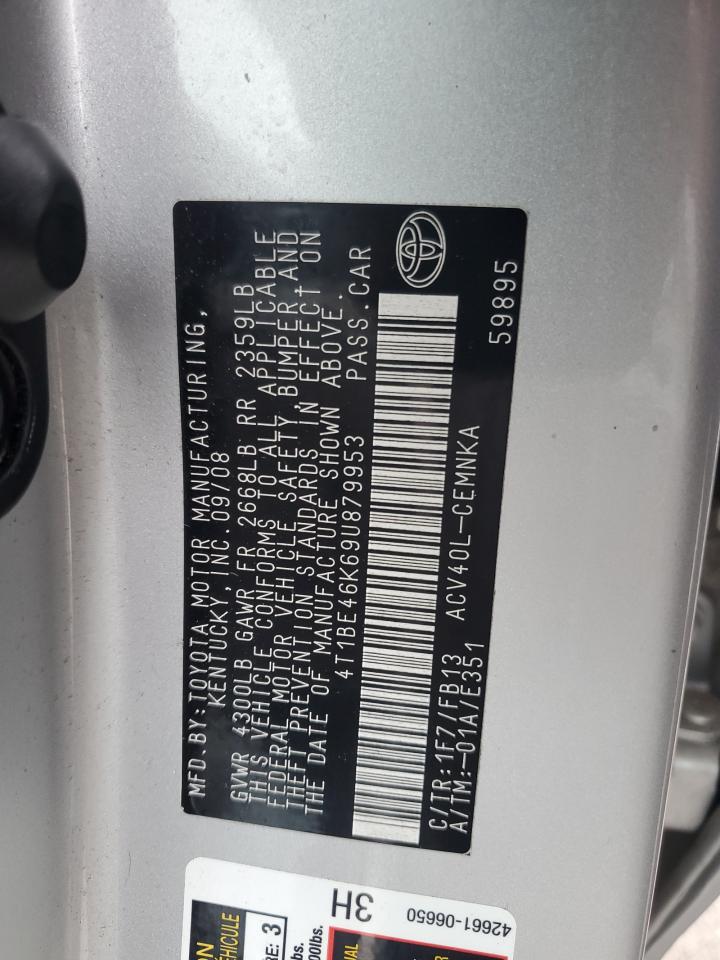 MFD.BY:TOYOTA MOTOR MANUFACTURING,
KENTUCKY, INC.09/08
GVWR 4300LB GAWR FR 2668LB RR 2359LB
THIS VEHICLE CONFORMS TO ALL APPLICABLE
FEDERAL MOTOR VEHICLE SAFETY,BUMPER,AND
THEFT PREVENTION STANDARDS IN EFFECT ON
THE DATE OF MANUFACTURE SHOWN ABOVE.
4T1BE46K69U879953 PASS.CAR
C/TR:1F7/FB13 ACV40L-CEMNKA
A/TM:-01A/E351 59895
3H
42661-06650
RE: 3